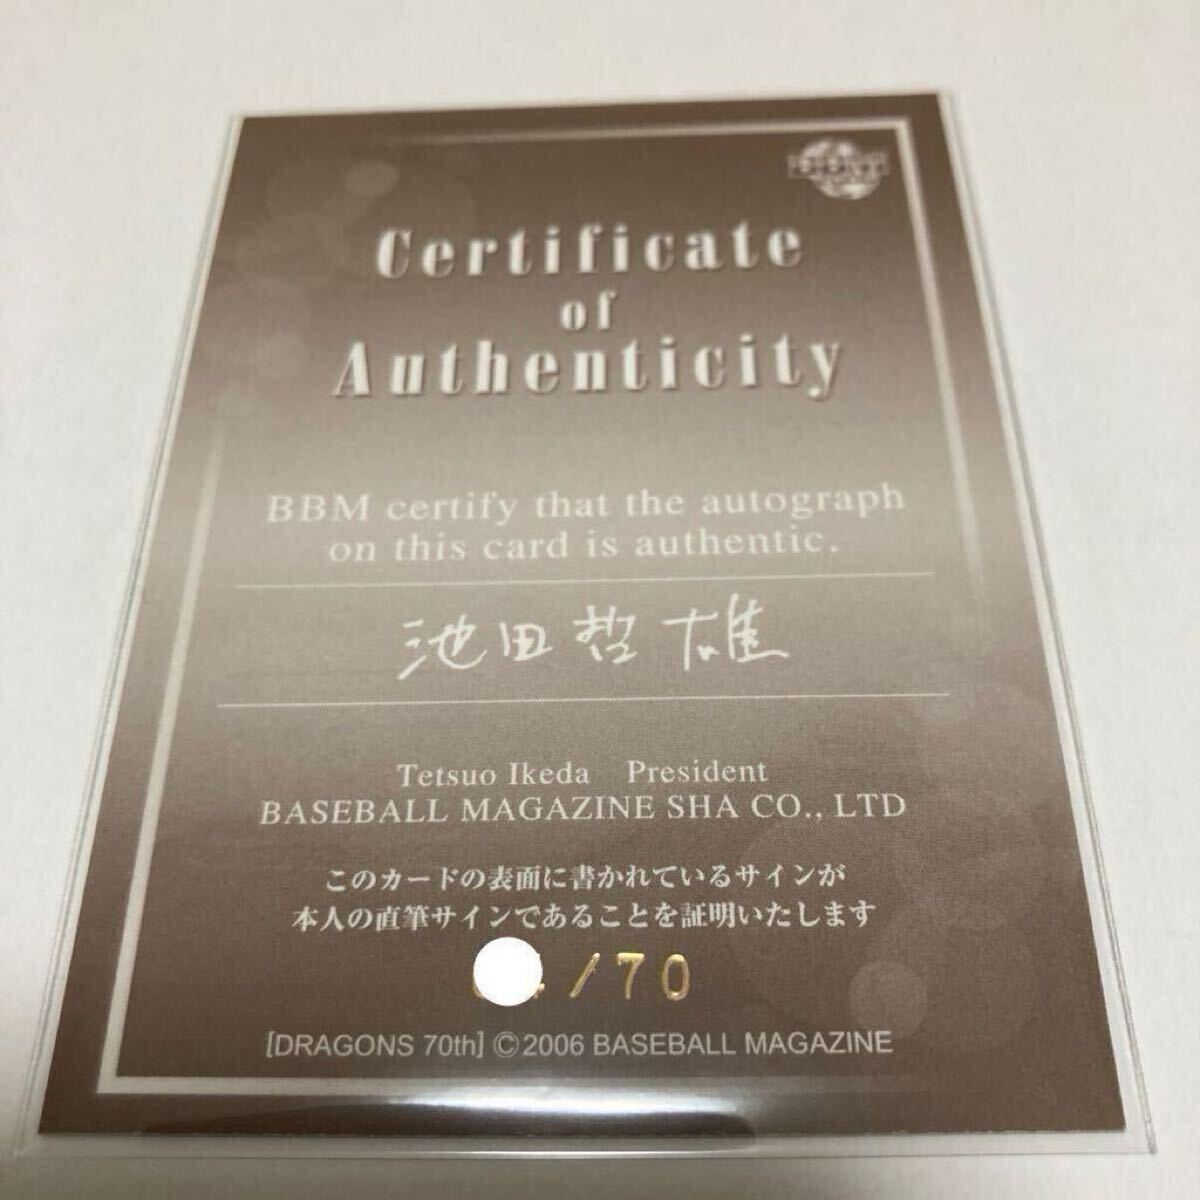 BBM
Certificate
of
Authenticity
BBM certify that the autograph
on this card is authentic.
池田哲雄
Tetsuo Ikeda President
BASEBALL MAGAZINE SHA CO., LTD
このカードの表面に書かれているサインが
本人の直筆サインであることを証明いたします
/70
[DRAGONS 70th] ©2006 BASEBALL MAGAZINE